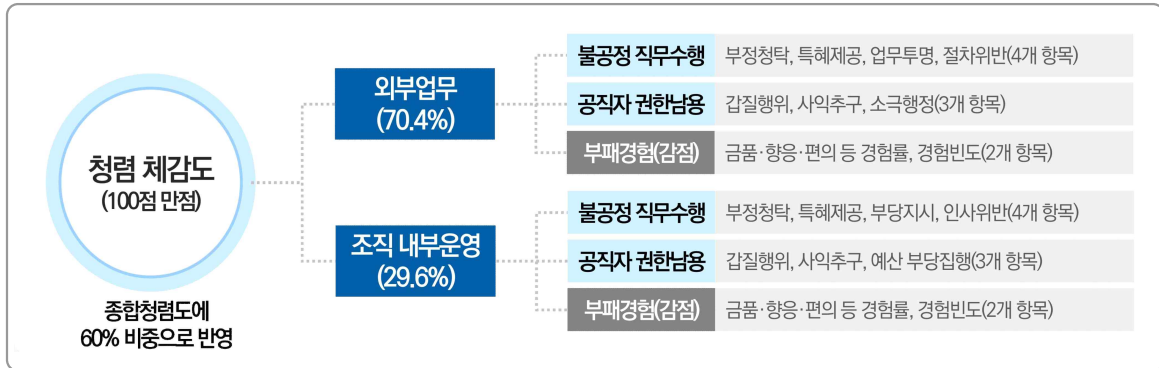 청렴 체감도
(100점 만점)
종합청렴도에
60% 비중으로 반영
외부업무
(70.4%)
불공정 직무수행 부정청탁, 특혜제공, 업무투명, 절차위반(4개 항목)
공직자 권한남용 갑질행위, 사익추구, 소극행정(3개 항목)
부패경험(감점) 금품·향응·편의 등 경험률, 경험빈도(2개 항목)
조직 내부운영
(29.6%)
불공정 직무수행 부정청탁, 특혜제공, 부당지시, 인사위반(4개 항목)
공직자 권한남용 갑질행위, 사익추구, 예산 부당집행(3개 항목)
부패경험(감점) 금품·향응·편의 등 경험률, 경험빈도(2개 항목)